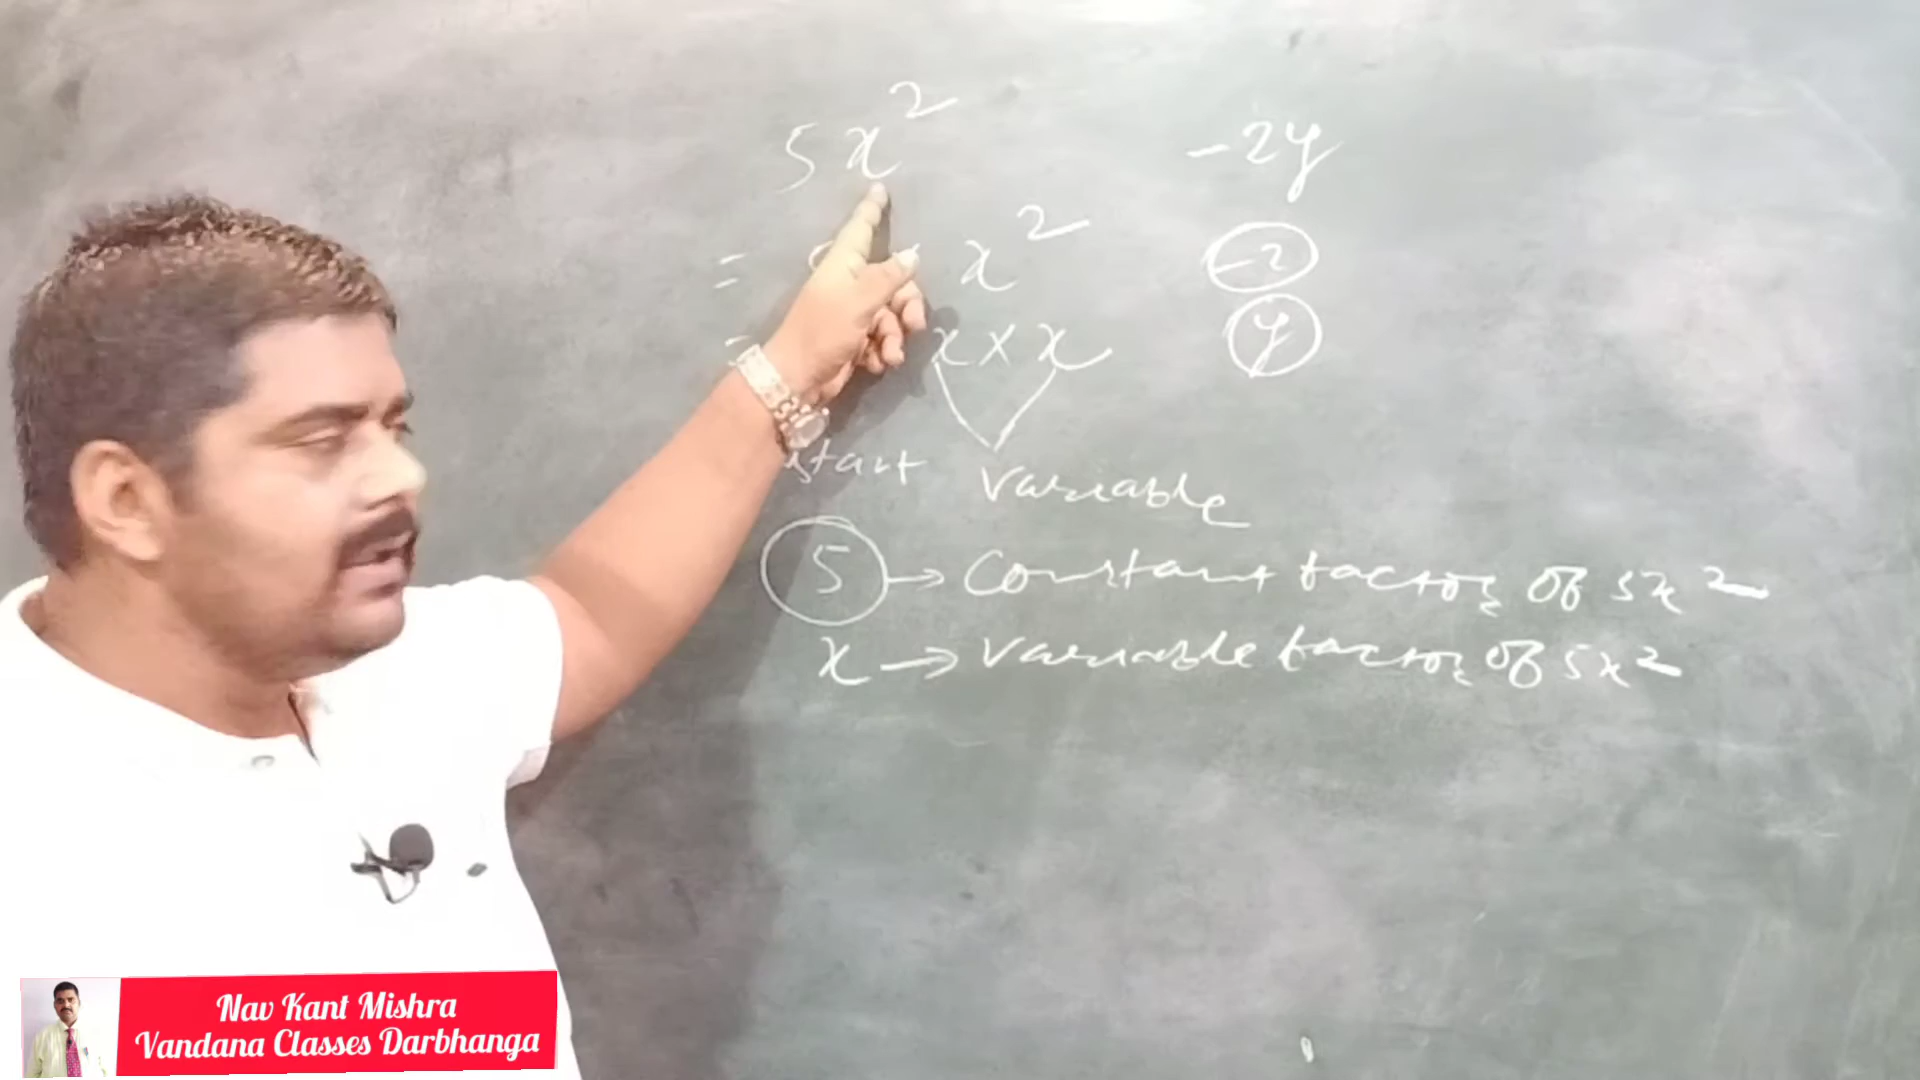 5x² -2y
= x² -2
= x × x y
variable
5 → Constant factor of 5x²
x → variable factor of 5x²
Nav Kant Mishra
Vandana Classes Darbhanga